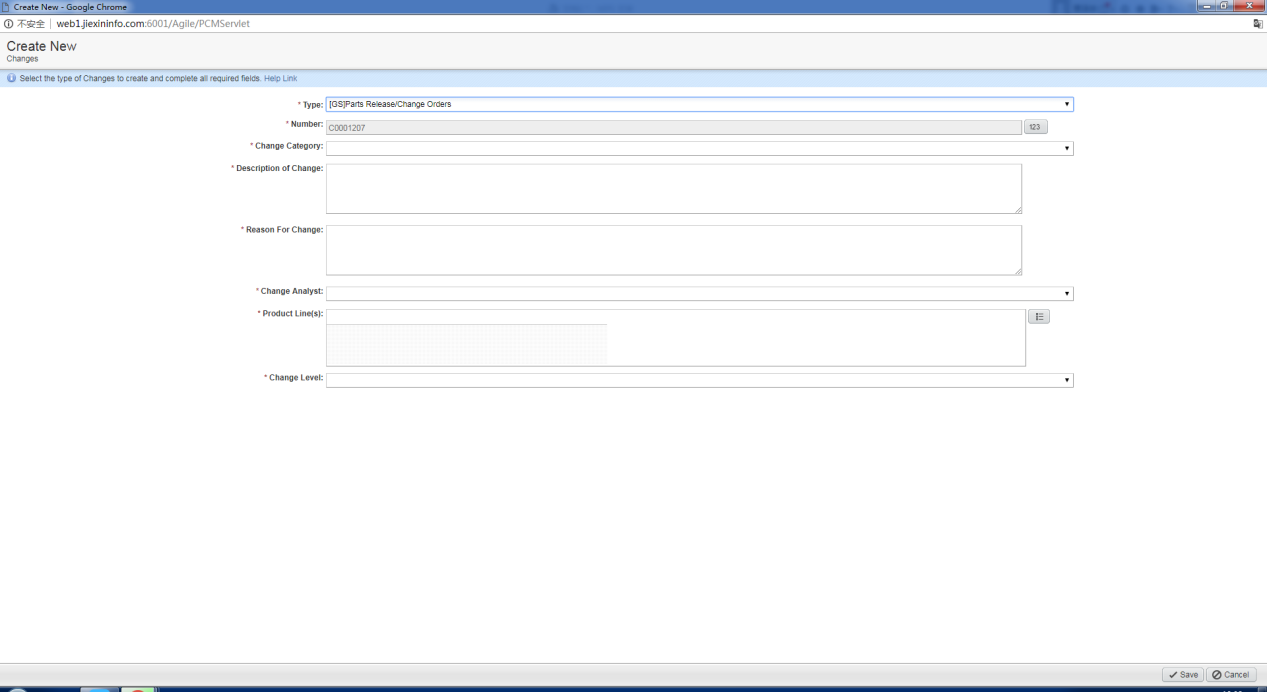 Create New - Google Chrome
不安全 | web1.jiexininfo.com:6001/Agile/PCMServlet
Create New
Changes
Select the type of Changes to create and complete all required fields. Help Link
* Type: [GS]Parts Release/Change Orders
* Number: C0001207 123
* Change Category:
* Description of Change:
* Reason For Change:
* Change Analyst:
* Product Line(s):
* Change Level:
Save Cancel